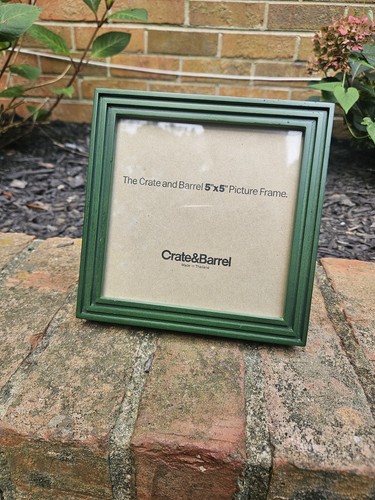 The Crate and Barrel 5"x5" Picture Frame.
Crate&Barrel
Made in Thailand